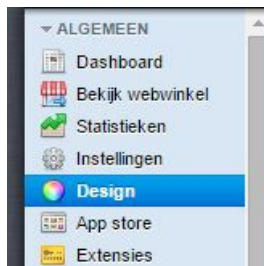 ALGEMEEN
Dashboard
Bekijk webwinkel
Statistieken
Instellingen
Design
App store
Extensies